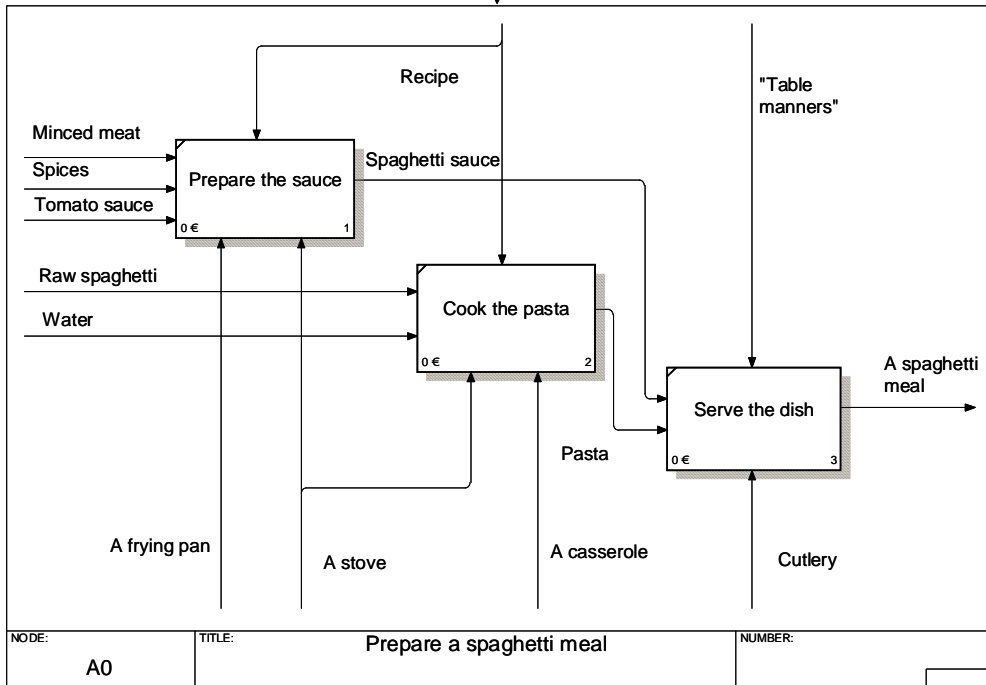 Recipe
"Table
manners"
Minced meat
Spices
Tomato sauce
Prepare the sauce
0 €
1
Spaghetti sauce
Raw spaghetti
Water
Cook the pasta
0 €
2
A spaghetti
meal
Serve the dish
0 €
3
Pasta
A frying pan
A stove
A casserole
Cutlery
NODE:
A0
TITLE:
Prepare a spaghetti meal
NUMBER: